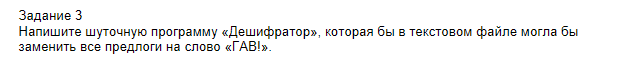 Задание 3
Напишите шуточную программу «Дешифратор», которая бы в текстовом файле могла бы
заменить все предлоги на слово «ГАВ!».